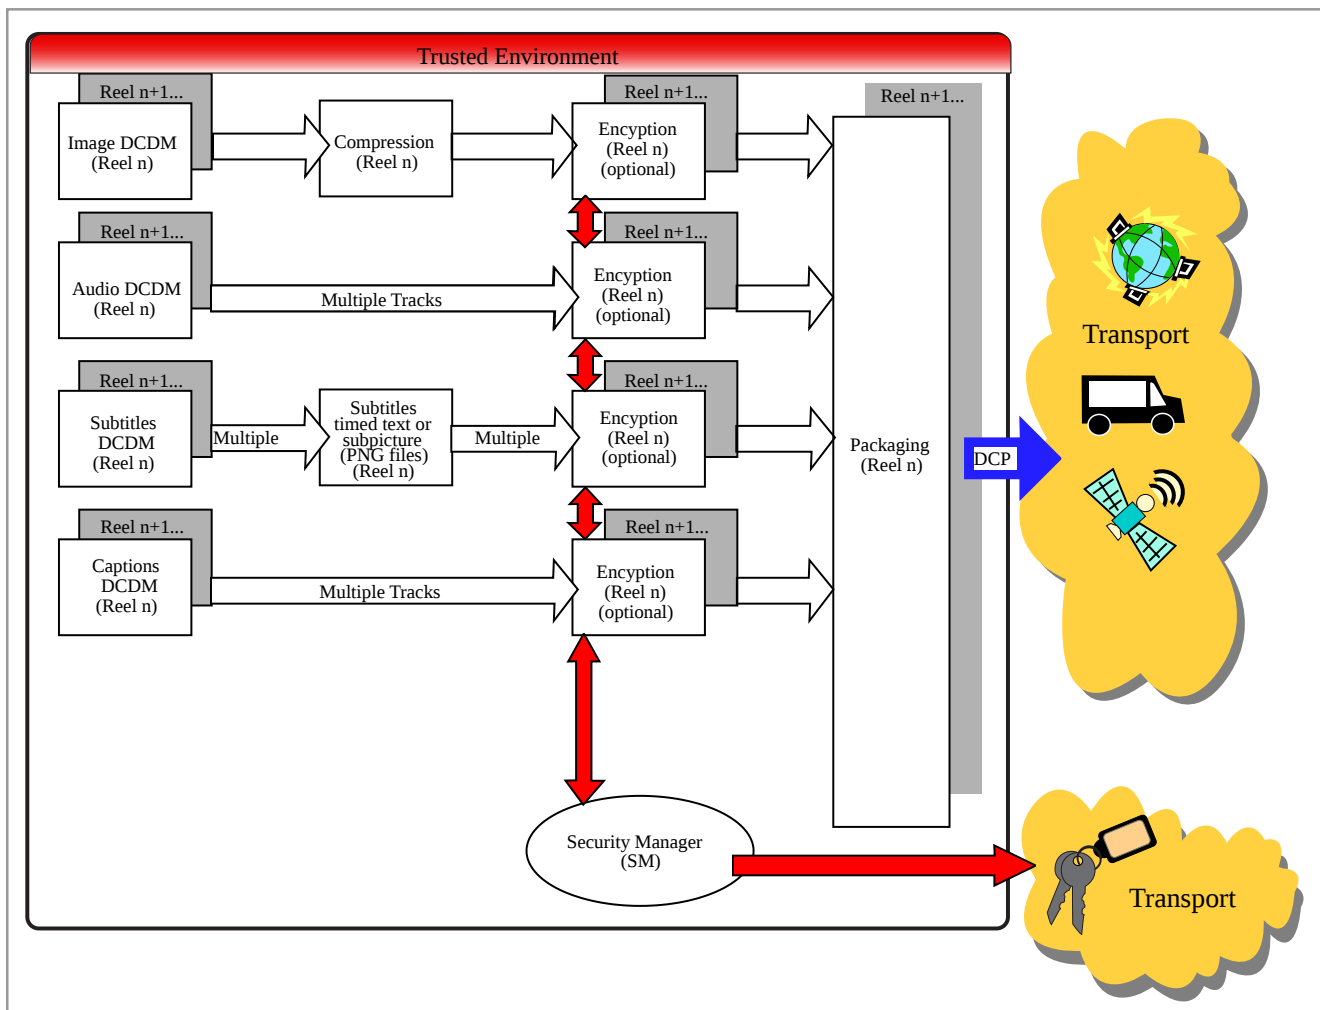 Trusted Environment
Reel n+1...
Image DCDM
(Reel n)
Compression
(Reel n)
Reel n+1...
Encyption
(Reel n)
(optional)
Reel n+1...
Reel n+1...
Audio DCDM
(Reel n)
Multiple Tracks
Reel n+1...
Encyption
(Reel n)
(optional)
Reel n+1...
Subtitles
DCDM
(Reel n)
Multiple
Subtitles
timed text or
subpicture
(PNG files)
(Reel n)
Multiple
Reel n+1...
Encyption
(Reel n)
(optional)
Packaging
(Reel n)
DCP
Transport
Reel n+1...
Captions
DCDM
(Reel n)
Multiple Tracks
Reel n+1...
Encyption
(Reel n)
(optional)
Security Manager
(SM)
Transport